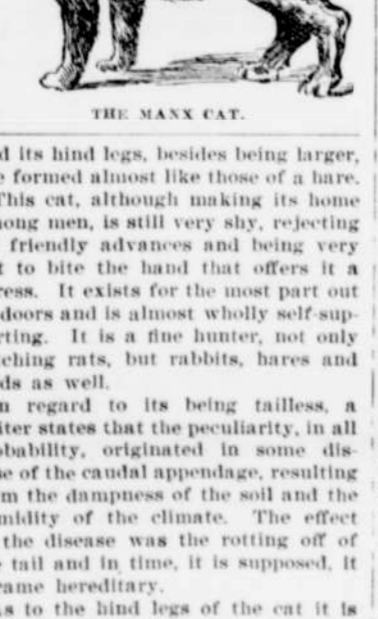 THE MANX CAT.
d its hind legs, besides being larger,
e formed almost like those of a hare.
This cat, although making its home
nong men, is still very shy, rejecting
friendly advances and being very
t to bite the hand that offers it a
ress. It exists for the most part out
doors and is almost wholly self-sup-
rting. It is a fine hunter, not only
tching rats, but rabbits, hares and
ds as well.
n regard to its being tailless, a
iter states that the peculiarity, in all
obability, originated in some dis-
se of the caudal appendage, resulting
om the dampness of the soil and the
midity of the climate. The effect
the disease was the rotting off of
e tail and in time, it is supposed, it
came hereditary.
as to the hind legs of the cat it is